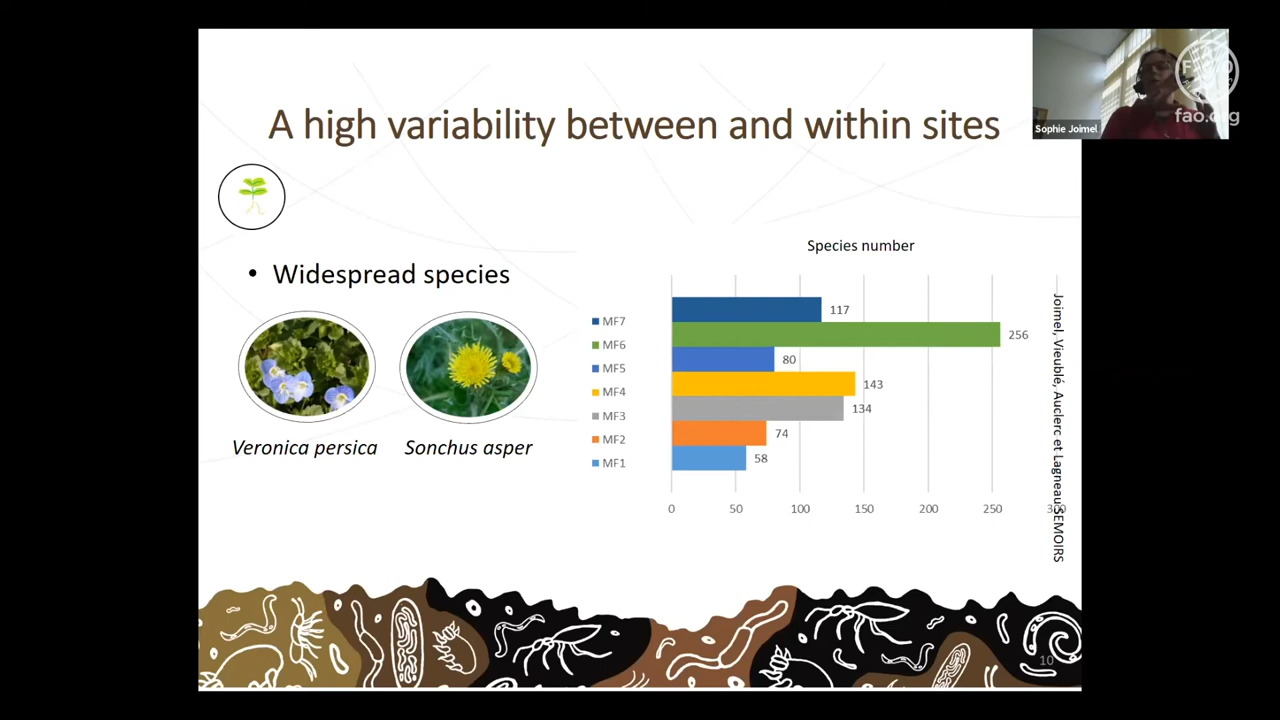 A high variability between and within sites
Sophie Joimel
FAO
fao.org
• Widespread species
Veronica persica
Sonchus asper
Species number
MF7
MF6
MF5
MF4
MF3
MF2
MF1
117
256
80
143
134
74
58
0 50 100 150 200 250 300
Joimel, Vieublé, Auclerc et Lagneau SEMOIRS
10